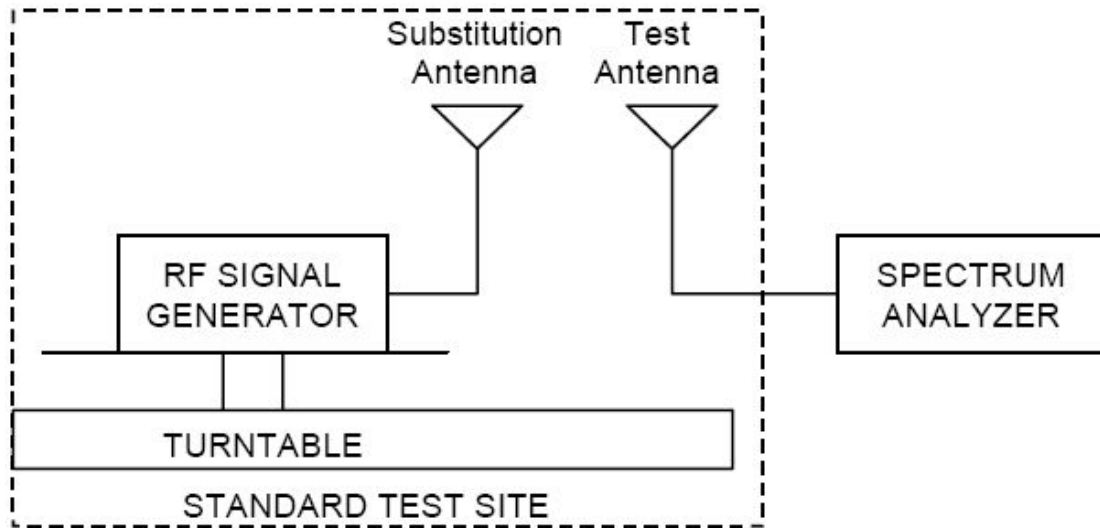 Substitution
Antenna
Test
Antenna
RF SIGNAL
GENERATOR
SPECTRUM
ANALYZER
TURNTABLE
STANDARD TEST SITE